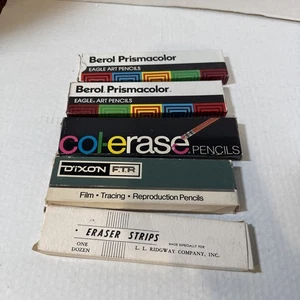 Berol Prismacolor
EAGLE ART PENCILS
Berol Prismacolor
EAGLE ART PENCILS
col-erase PENCILS
DIXON F.T.R
Film • Tracing • Reproduction Pencils
• ERASER STRIPS
ONE
DOZEN
MADE ESPECIALLY FOR
L. L. RIDGWAY COMPANY, INC.